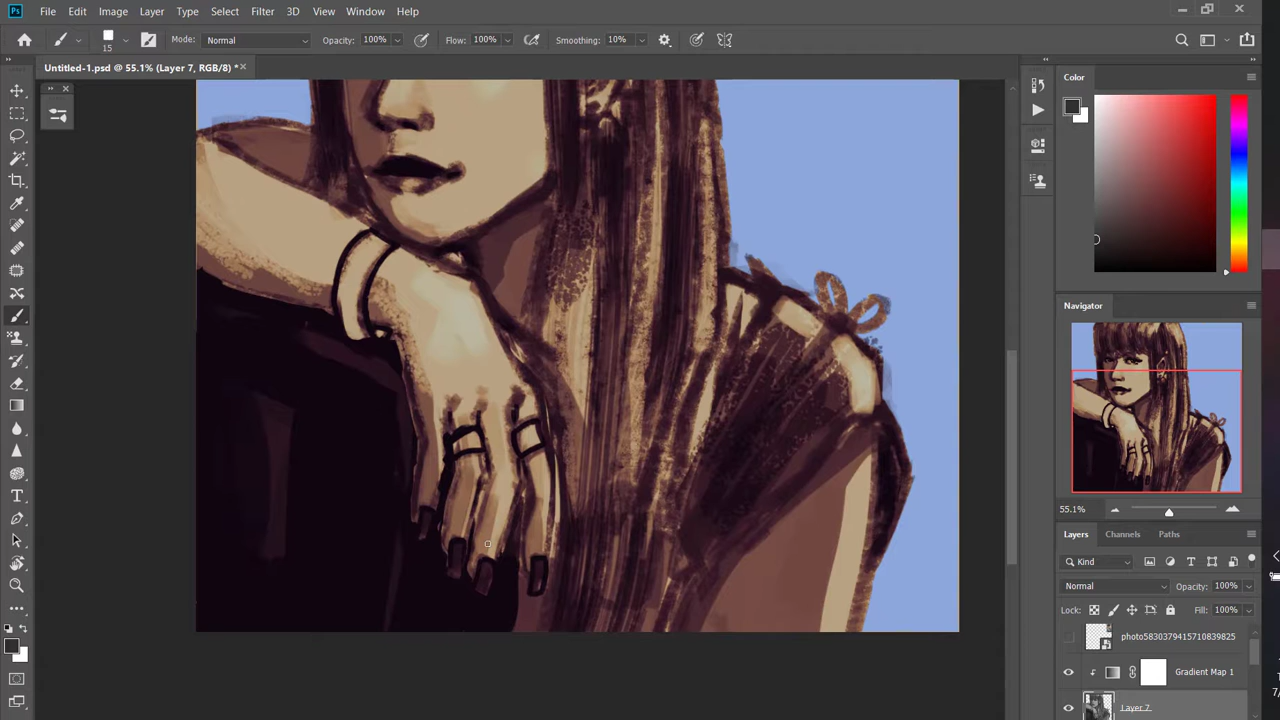 Ps File Edit Image Layer Type Select Filter 3D View Window Help
15 Mode: Normal Opacity: 100% Flow: 100% Smoothing: 10%
Untitled-1.psd @ 55.1% (Layer 7, RGB/8) *
Color
Navigator
55.1%
Layers Channels Paths
Kind
Normal Opacity: 100%
Lock: Fill: 100%
photo5830379415710839825
Gradient Map 1
Layer 7